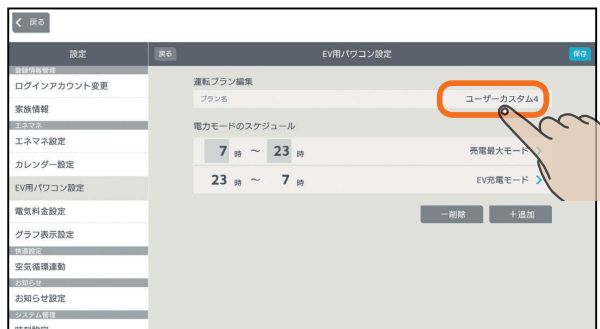 戻る
設定
戻る
EV用パワコン設定
保存
登録情報管理
ログインアカウント変更
家族情報
エネマネ
エネマネ設定
カレンダー設定
EV用パワコン設定
電気料金設定
グラフ表示設定
快適設定
空気循環連動
お知らせ
お知らせ設定
システム管理
時刻設定
運転プラン編集
プラン名
ユーザーカスタム4
電力モードのスケジュール
7 時 ～ 23 時 売電最大モード
23 時 ～ 7 時 EV充電モード
－削除
＋追加